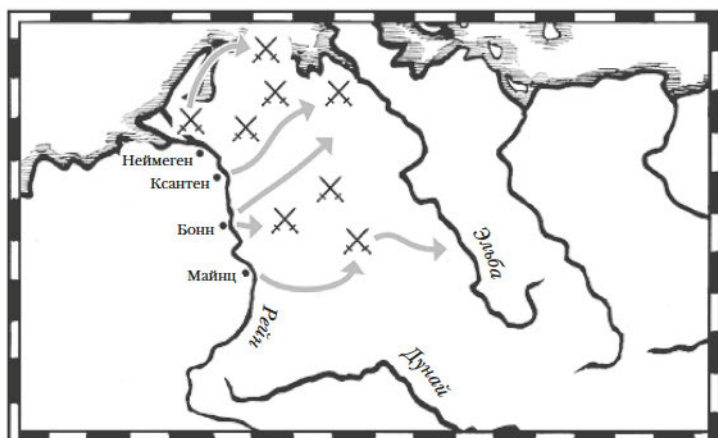 Неймеген
Ксантен
Бонн
Майнц
Рейн
Эльба
Дунай